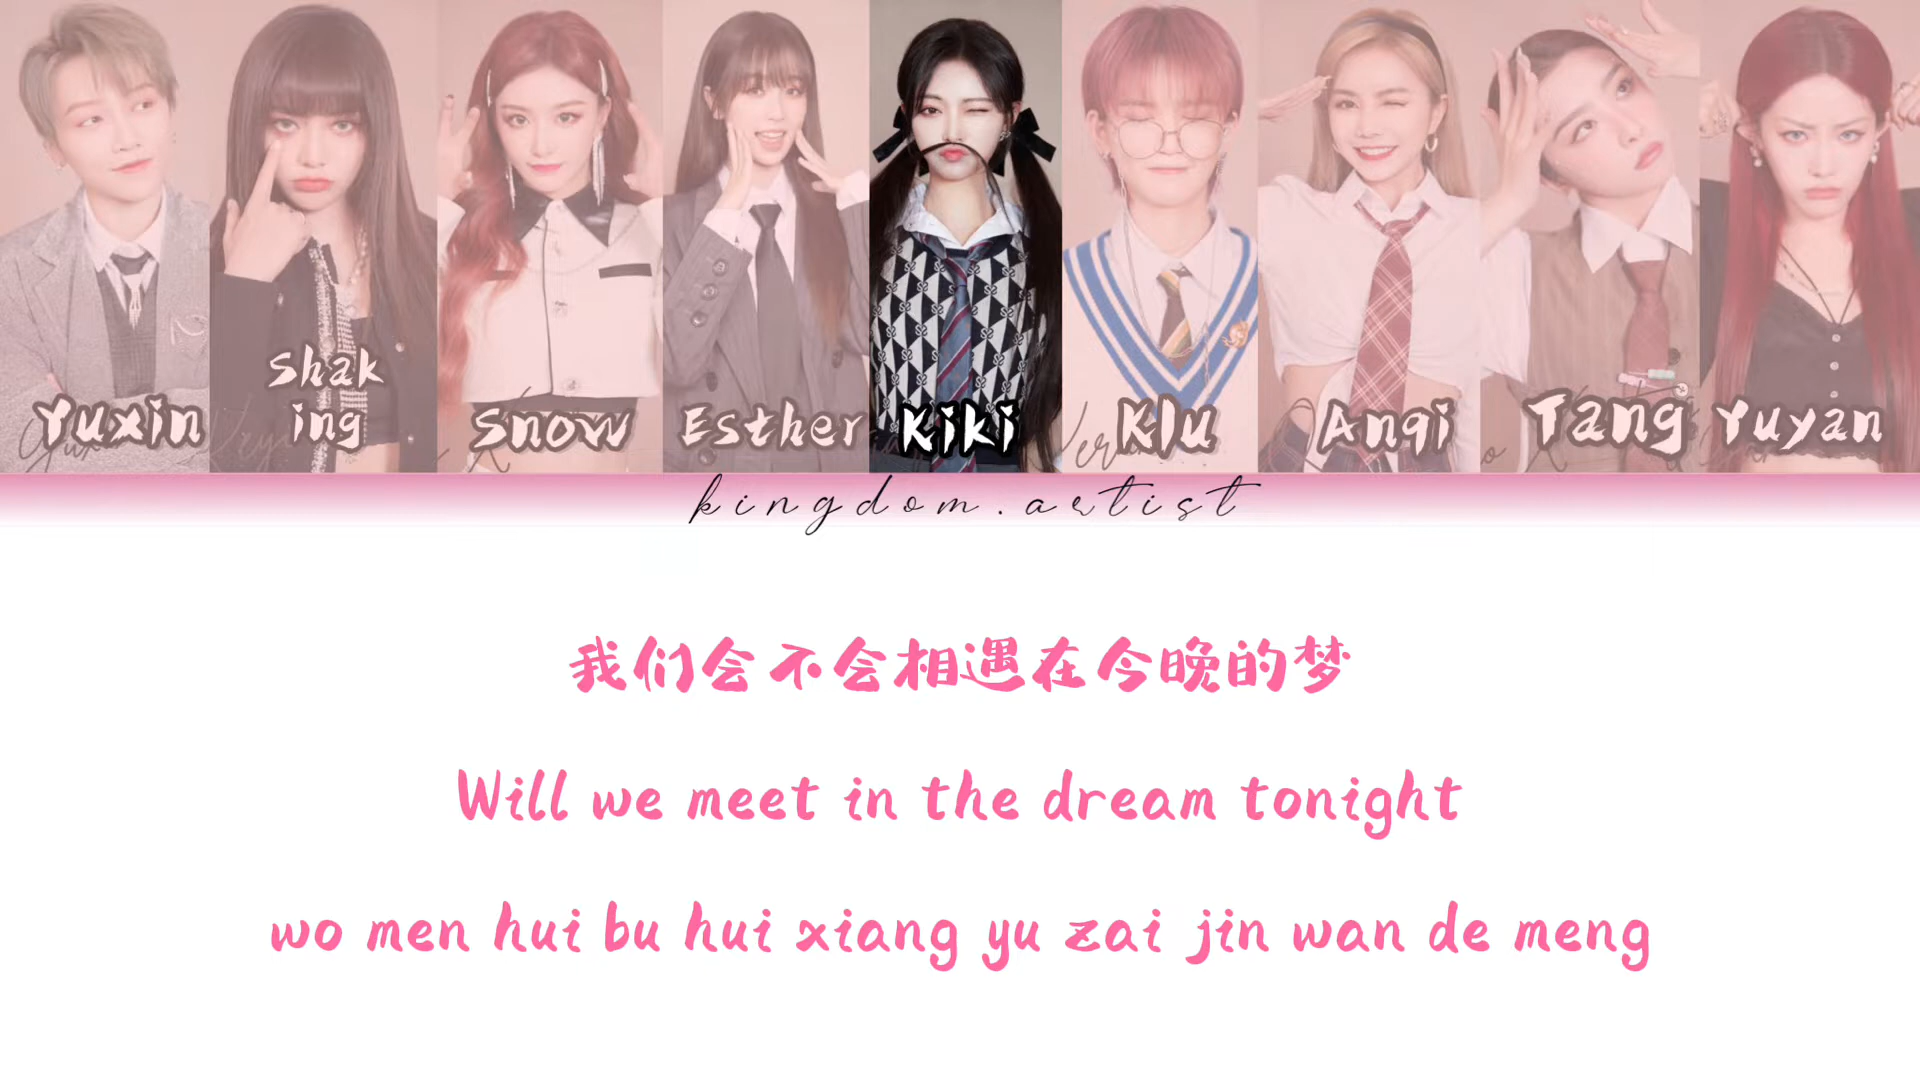 Yuxin
Shak
ing
Snow
Esther
Kiki
Klu
Anqi
Tang
Yuyan
kingdom.artist
我们会不会相遇在今晚的梦
Will we meet in the dream tonight
wo men hui bu hui xiang yu zai jin wan de meng